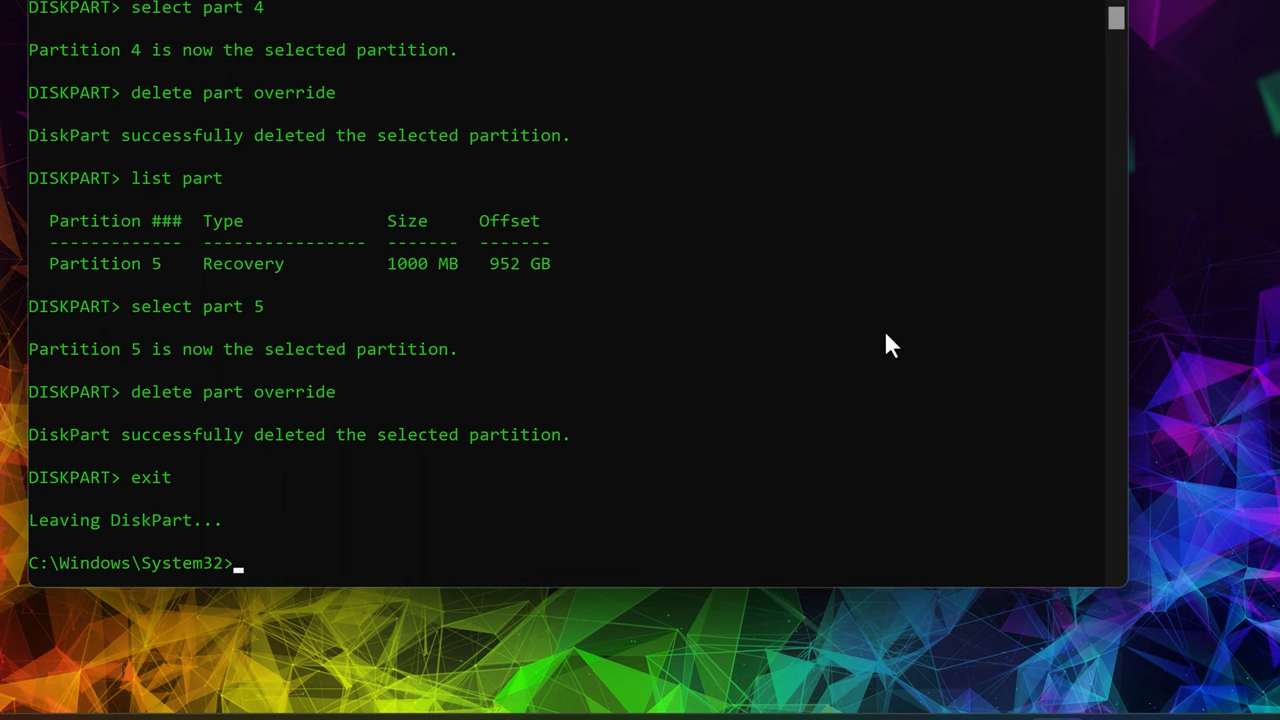 DISKPART> select part 4
Partition 4 is now the selected partition.
DISKPART> delete part override
DiskPart successfully deleted the selected partition.
DISKPART> list part
  Partition ###  Type              Size     Offset
  -------------  ----------------  -------  -------
  Partition 5    Recovery          1000 MB   952 GB
DISKPART> select part 5
Partition 5 is now the selected partition.
DISKPART> delete part override
DiskPart successfully deleted the selected partition.
DISKPART> exit
Leaving DiskPart...
C:\Windows\System32>